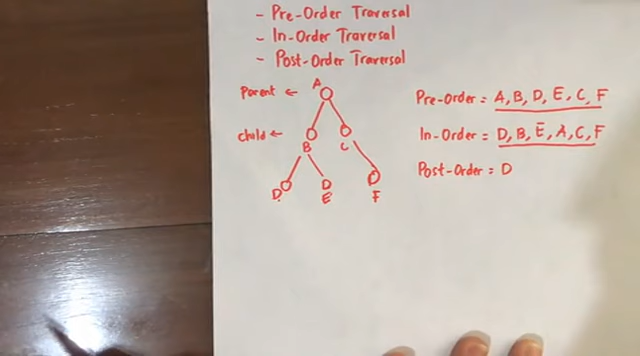 - Pre-Order Traversal
- In-Order Traversal
- Post-Order Traversal
A
Parent ←
child ←
B
C
D
E
F
Pre-Order = A, B, D, E, C, F
In-Order = D, B, E, A, C, F
Post-Order = D